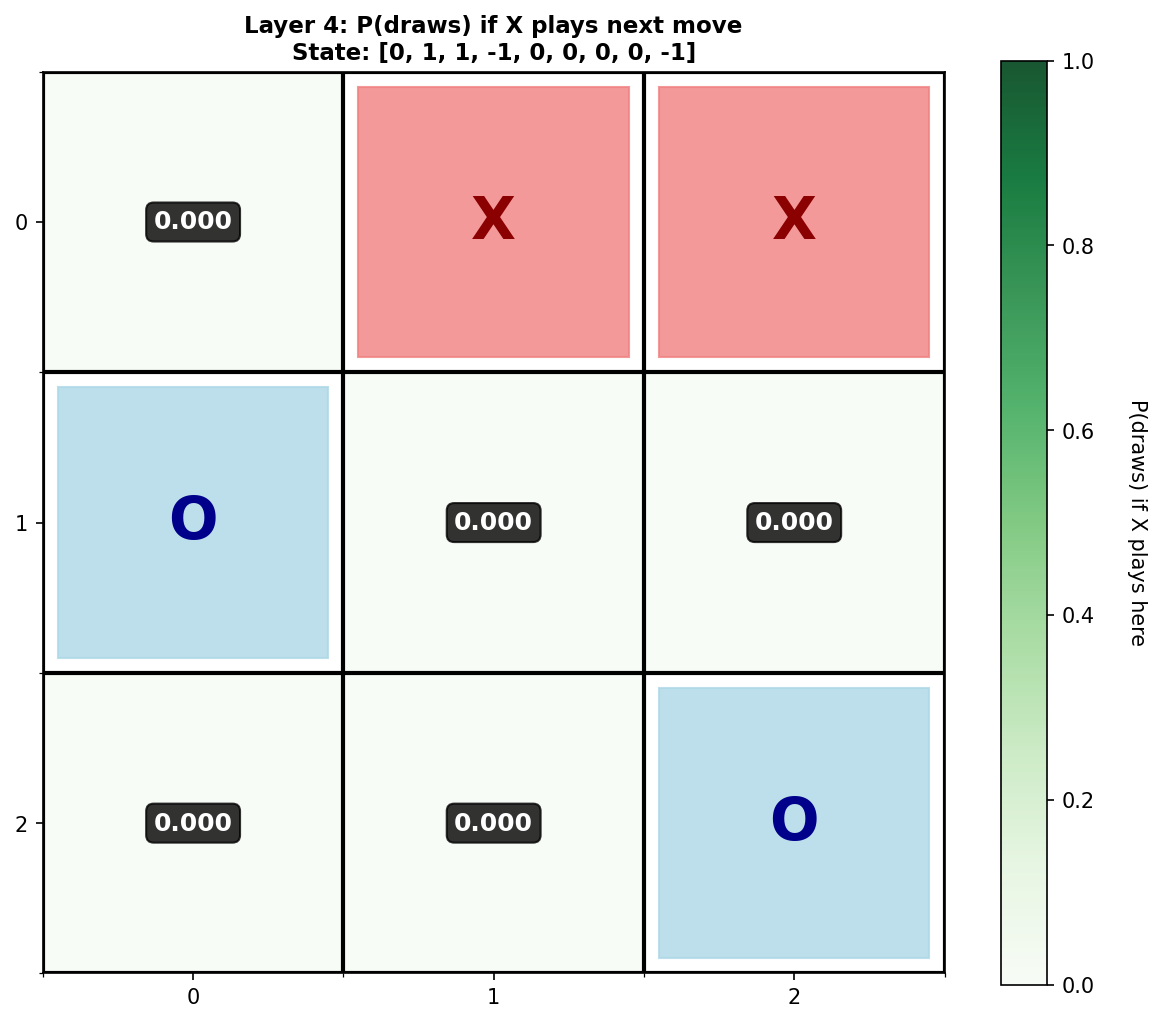 Layer 4: P(draws) if X plays next move
State: [0, 1, 1, -1, 0, 0, 0, 0, -1]
0
0.000
X
X
1
O
0.000
0.000
2
0.000
0.000
O
0
1
2
1.0
0.8
0.6
0.4
0.2
0.0
P(draws) if X plays here